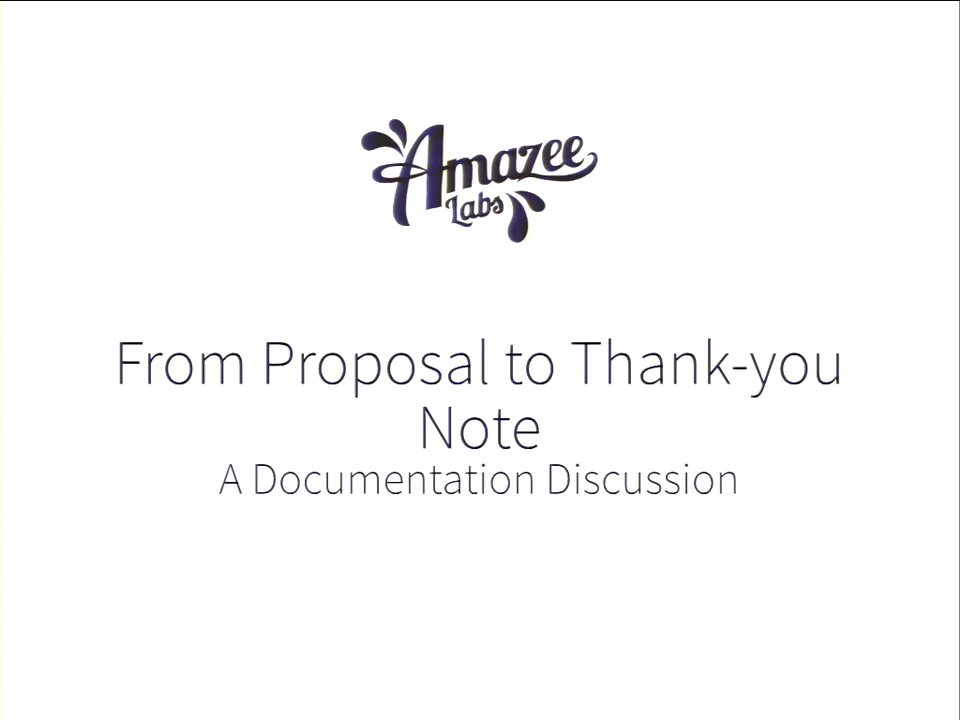 Amazee
Labs
From Proposal to Thank-you
Note
A Documentation Discussion